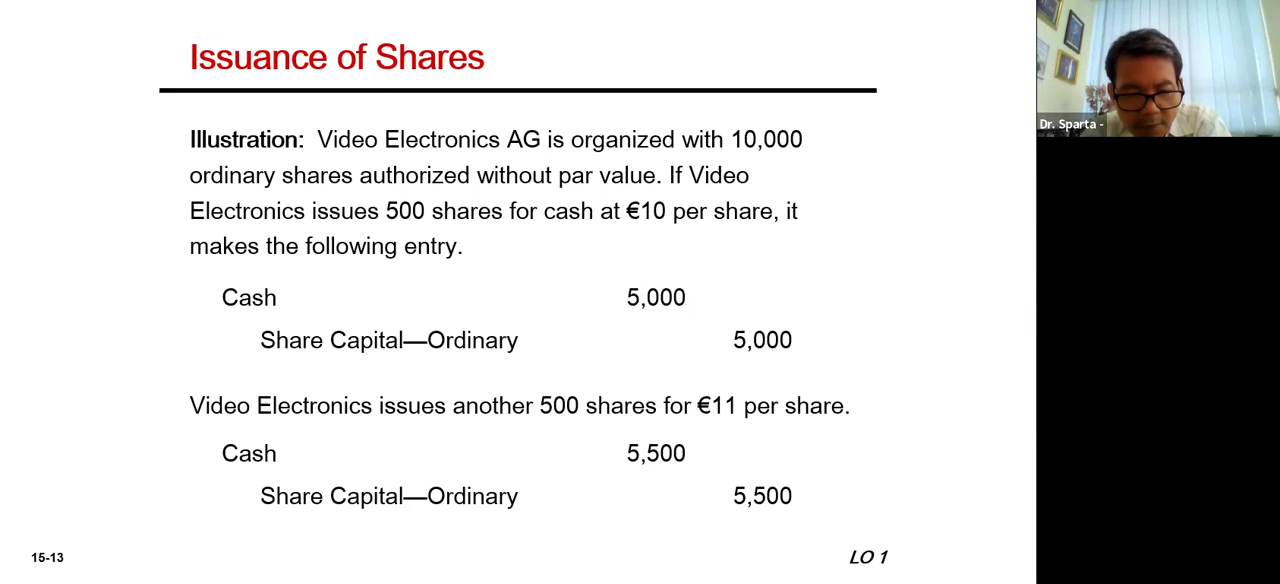 Issuance of Shares
Illustration: Video Electronics AG is organized with 10,000
ordinary shares authorized without par value. If Video
Electronics issues 500 shares for cash at €10 per share, it
makes the following entry.
Cash 5,000
Share Capital—Ordinary 5,000
Video Electronics issues another 500 shares for €11 per share.
Cash 5,500
Share Capital—Ordinary 5,500
15-13
LO 1
Dr. Sparta -